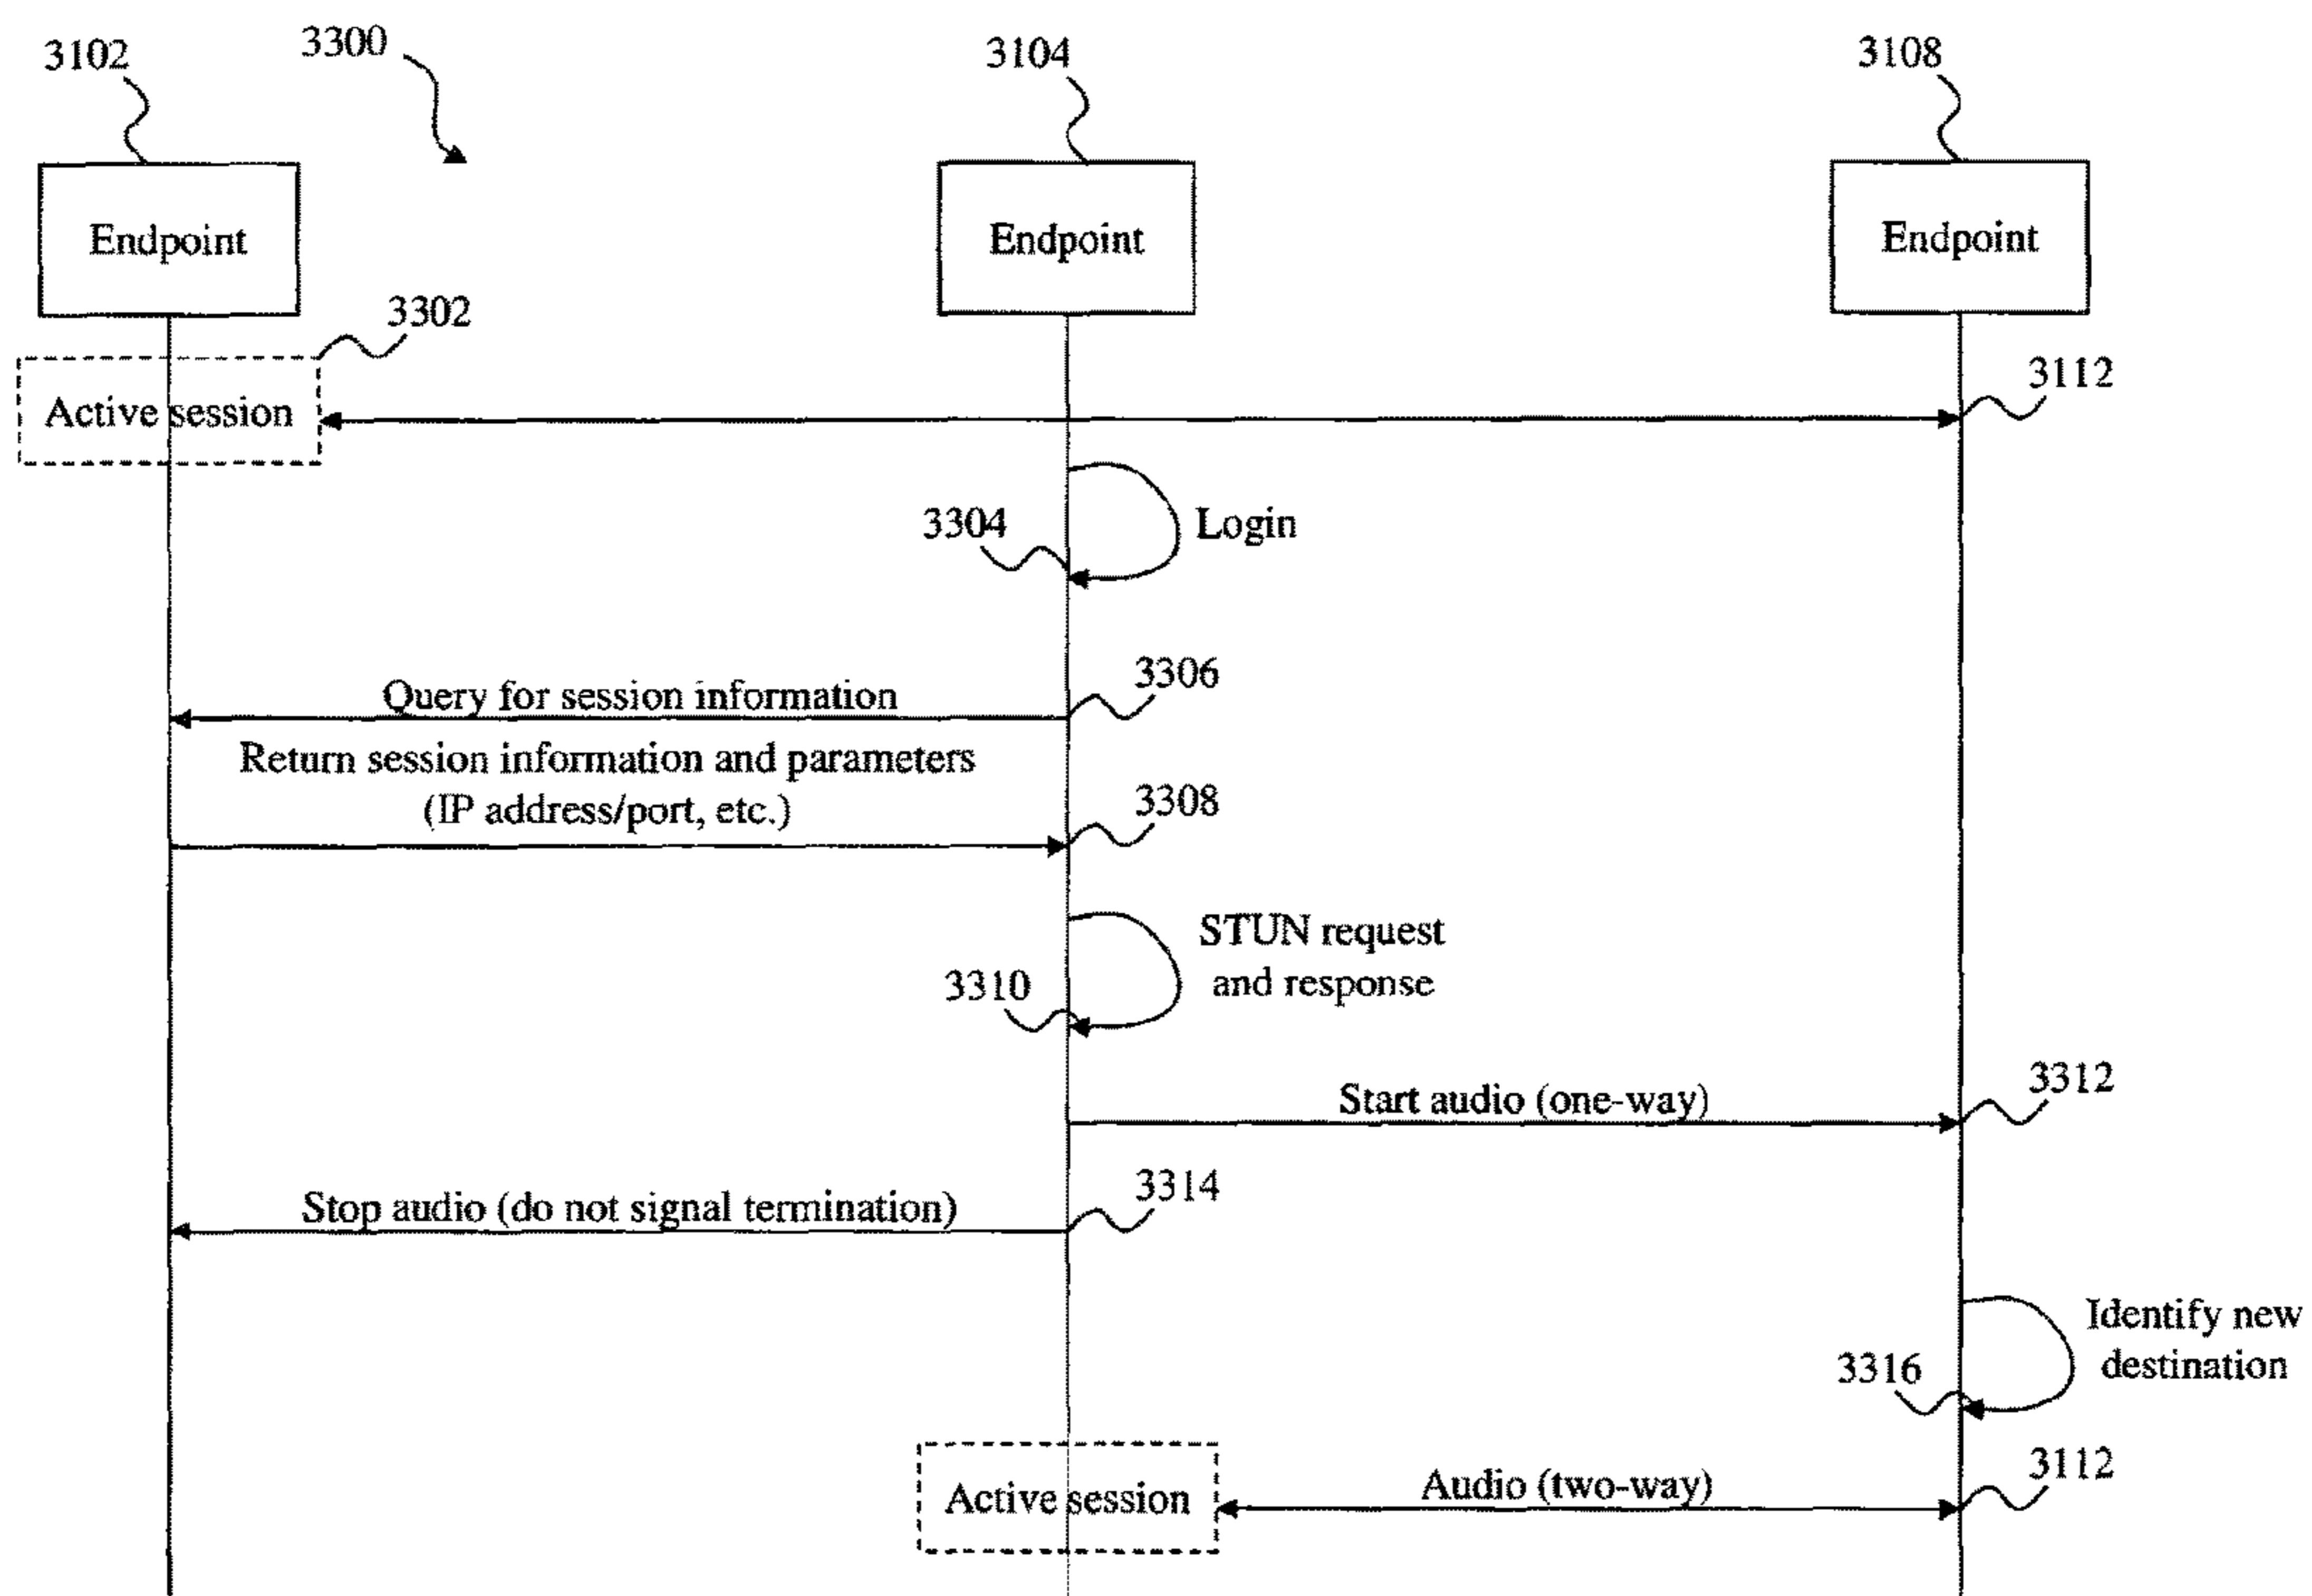 3102
3300
3104
3108
Endpoint
Endpoint
Endpoint
3302
3112
Active session
3304
Login
3306
Query for session information
Return session information and parameters
(IP address/port, etc.)
3308
STUN request
and response
3310
3312
Start audio (one-way)
3314
Stop audio (do not signal termination)
Identify new
destination
3316
3112
Active session
Audio (two-way)